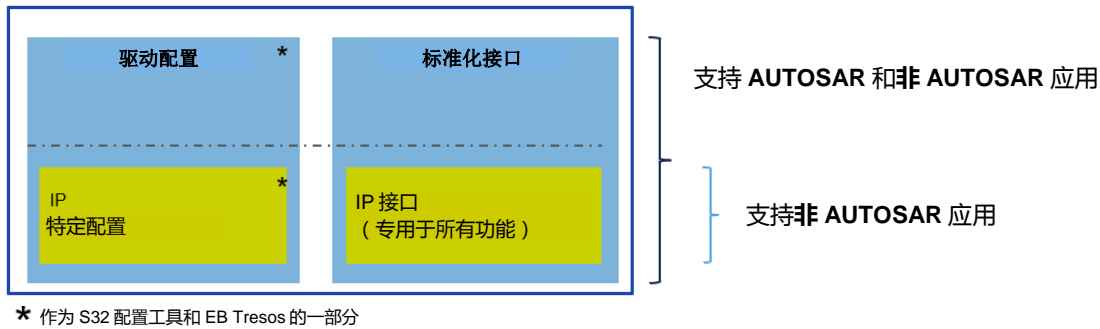 驱动配置 *
标准化接口
IP *
特定配置
IP 接口
(专用于所有功能)
支持 AUTOSAR 和非 AUTOSAR 应用
支持非 AUTOSAR 应用
* 作为 S32 配置工具和 EB Tresos 的一部分